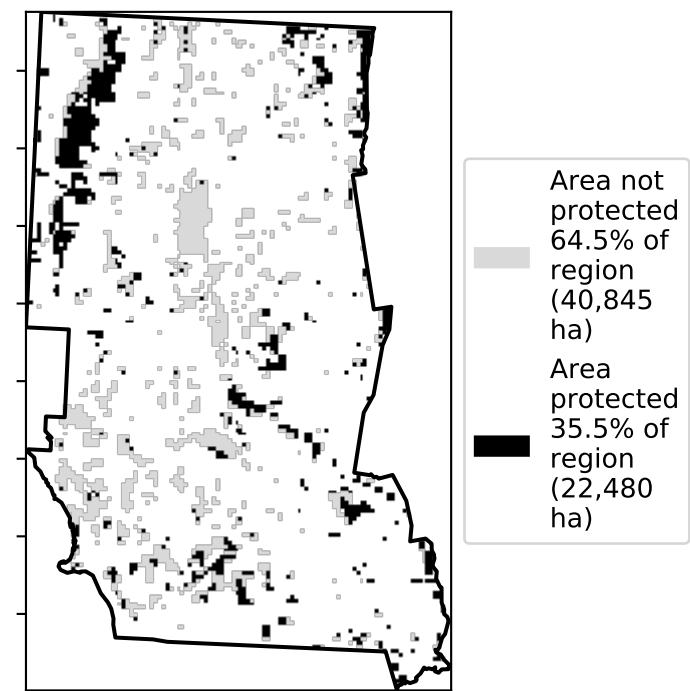 Area not
protected
64.5% of
region
(40,845
ha)
Area
protected
35.5% of
region
(22,480
ha)